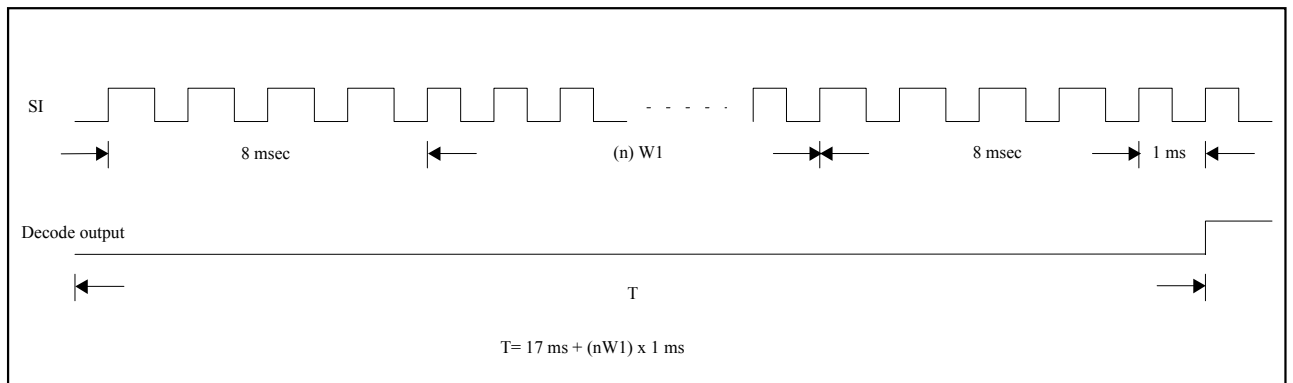 SI
8 msec
(n) W1
8 msec
1 ms
Decode output
T
T= 17 ms + (nW1) x 1 ms